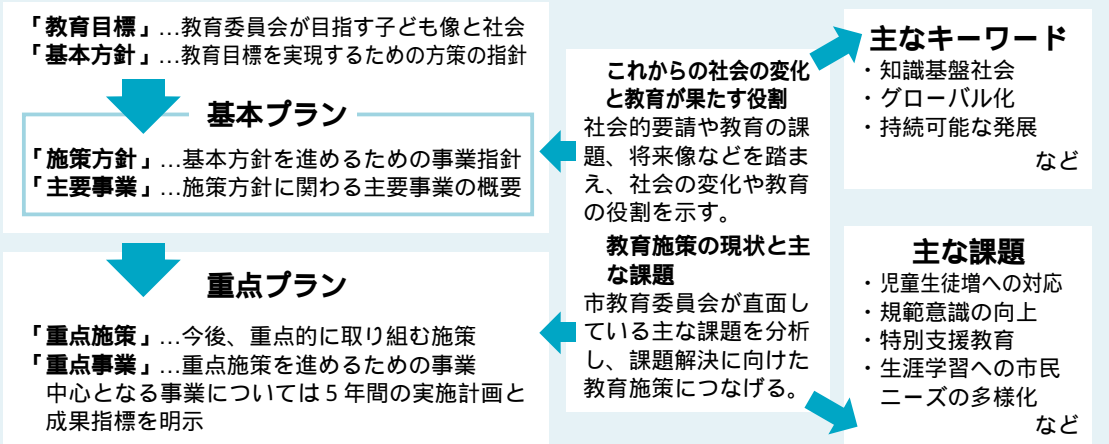 「教育目標」…教育委員会が目指す子ども像と社会
「基本方針」…教育目標を実現するための方策の指針
基本プラン
「施策方針」…基本方針を進めるための事業指針
「主要事業」…施策方針に関わる主要事業の概要
重点プラン
「重点施策」…今後、重点的に取り組む施策
「重点事業」…重点施策を進めるための事業
中心となる事業については5年間の実施計画と
成果指標を明示
これからの社会の変化
と教育が果たす役割
社会的要請や教育の課
題、将来像などを踏ま
え、社会の変化や教育
の役割を示す。
教育施策の現状と主
な課題
市教育委員会が直面し
ている主な課題を分析
し、課題解決に向けた
教育施策につなげる。
主なキーワード
・知識基盤社会
・グローバル化
・持続可能な発展
など
主な課題
・児童生徒増への対応
・規範意識の向上
・特別支援教育
・生涯学習への市民
ニーズの多様化
など